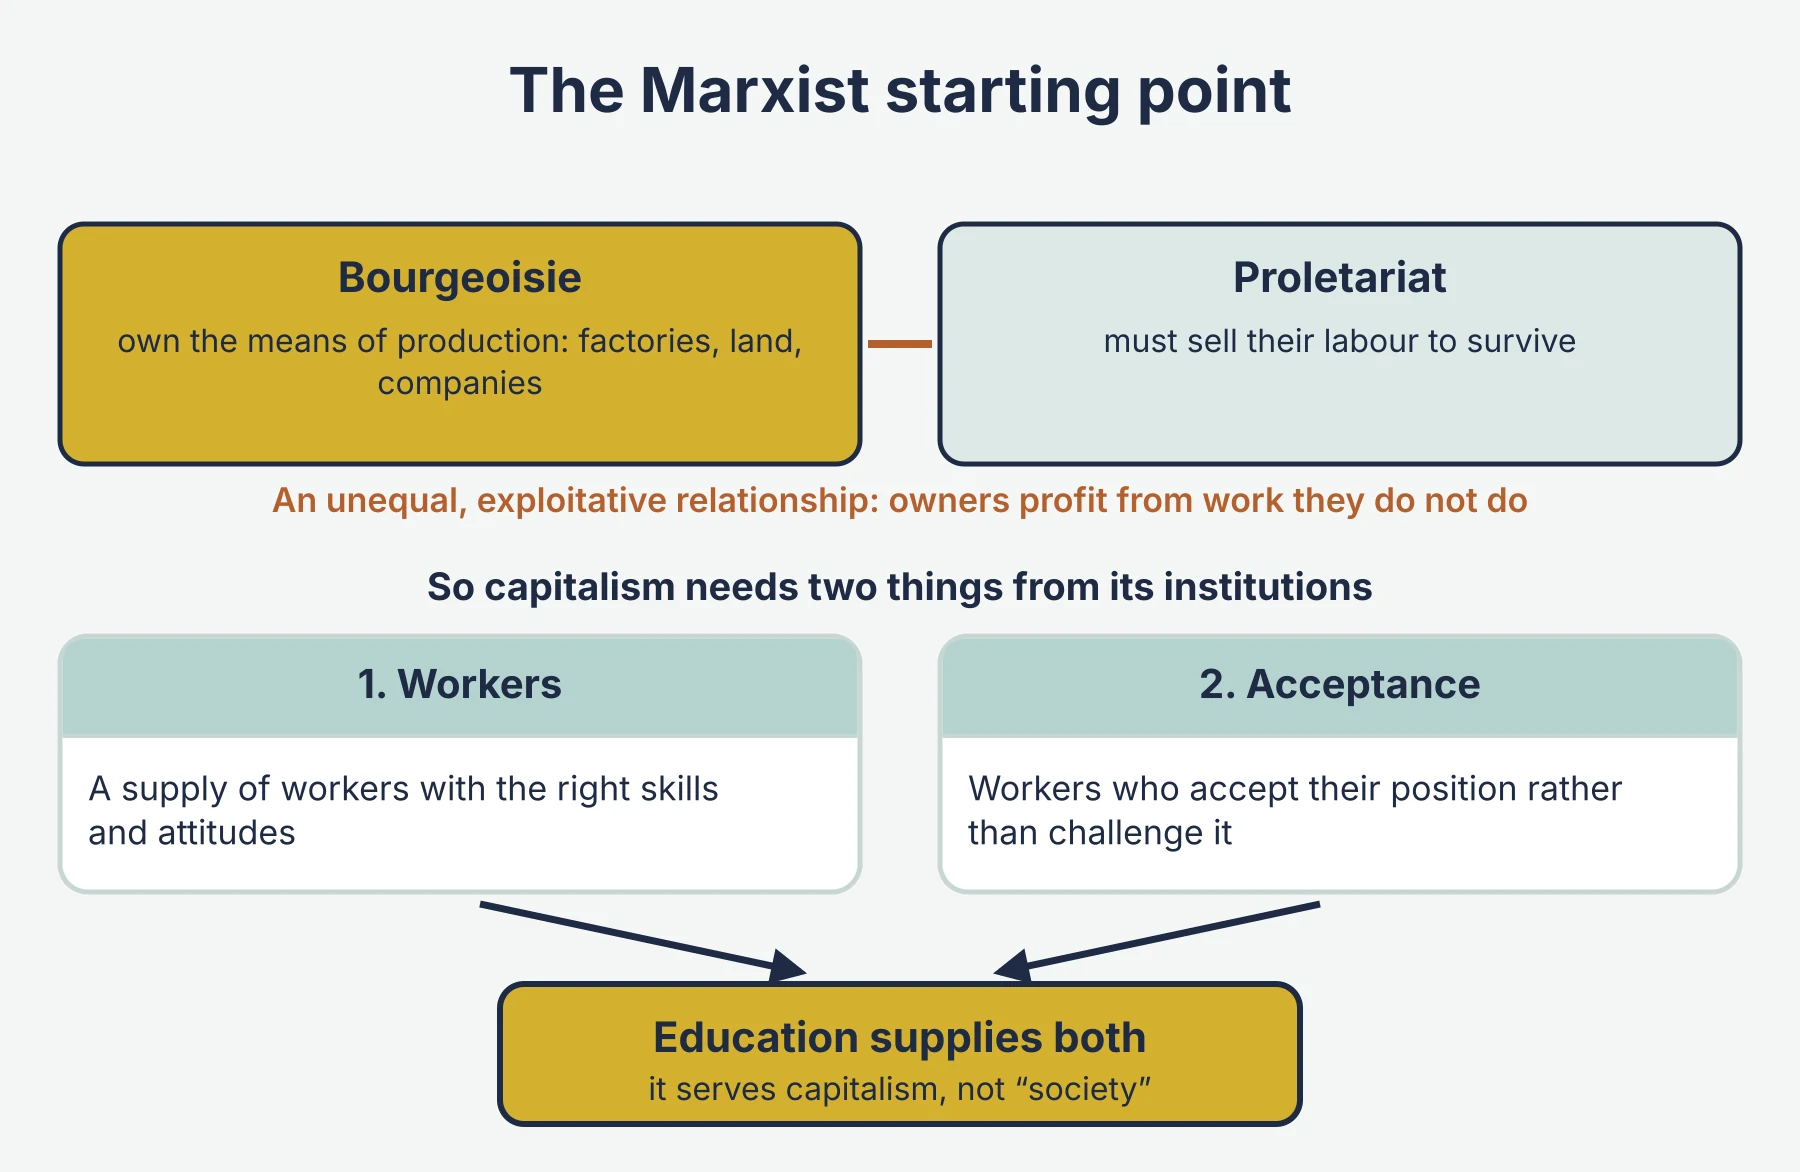 The Marxist starting point
Bourgeoisie
own the means of production: factories, land,
companies
Proletariat
must sell their labour to survive
An unequal, exploitative relationship: owners profit from work they do not do
So capitalism needs two things from its institutions
1. Workers
A supply of workers with the right skills
and attitudes
2. Acceptance
Workers who accept their position rather
than challenge it
Education supplies both
it serves capitalism, not “society”